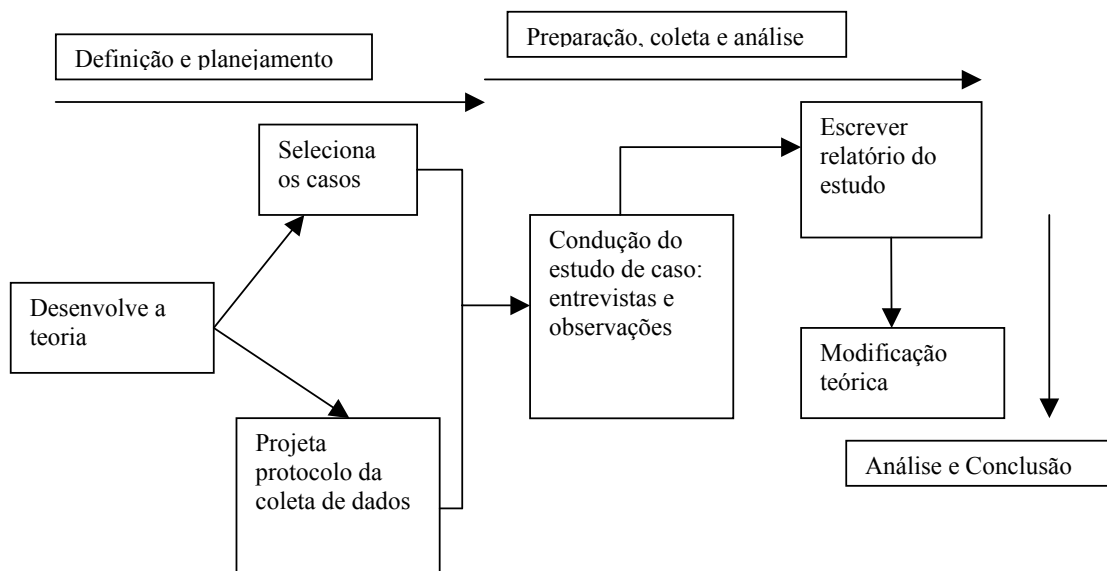 Definição e planejamento
Preparação, coleta e análise
Seleciona
os casos
Escrever
relatório do
estudo
Condução do
estudo de caso:
entrevistas e
observações
Desenvolve a
teoria
Modificação
teórica
Projeta
protocolo da
coleta de dados
Análise e Conclusão